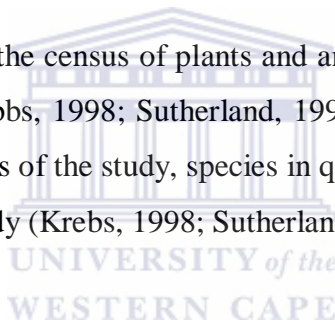 the census of plants and a
bbs, 1998; Sutherland, 199
s of the study, species in q
dy (Krebs, 1998; Sutherlan
UNIVERSITY of the
WESTERN CAPE